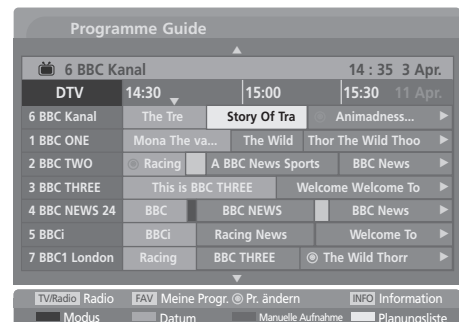 Programme Guide
6 BBC Kanal 14 : 35 3 Apr.
DTV 14:30 15:00 15:30 11 Apr.
6 BBC Kanal The Tre Story Of Tra Animadness...
1 BBC ONE Mona The va... The Wild Thor The Wild Thoo
2 BBC TWO Racing A BBC News Sports BBC News
3 BBC THREE This is BBC THREE Welcome Welcome To
4 BBC NEWS 24 BBC BBC NEWS BBC News
5 BBCi BBCi Racing News Welcome To
7 BBC1 London Racing BBC THREE The Wild Thorr
TV/Radio Radio FAV Meine Progr. Pr. ändern INFO Information
Modus Datum Manuelle Aufnahme Planungsliste